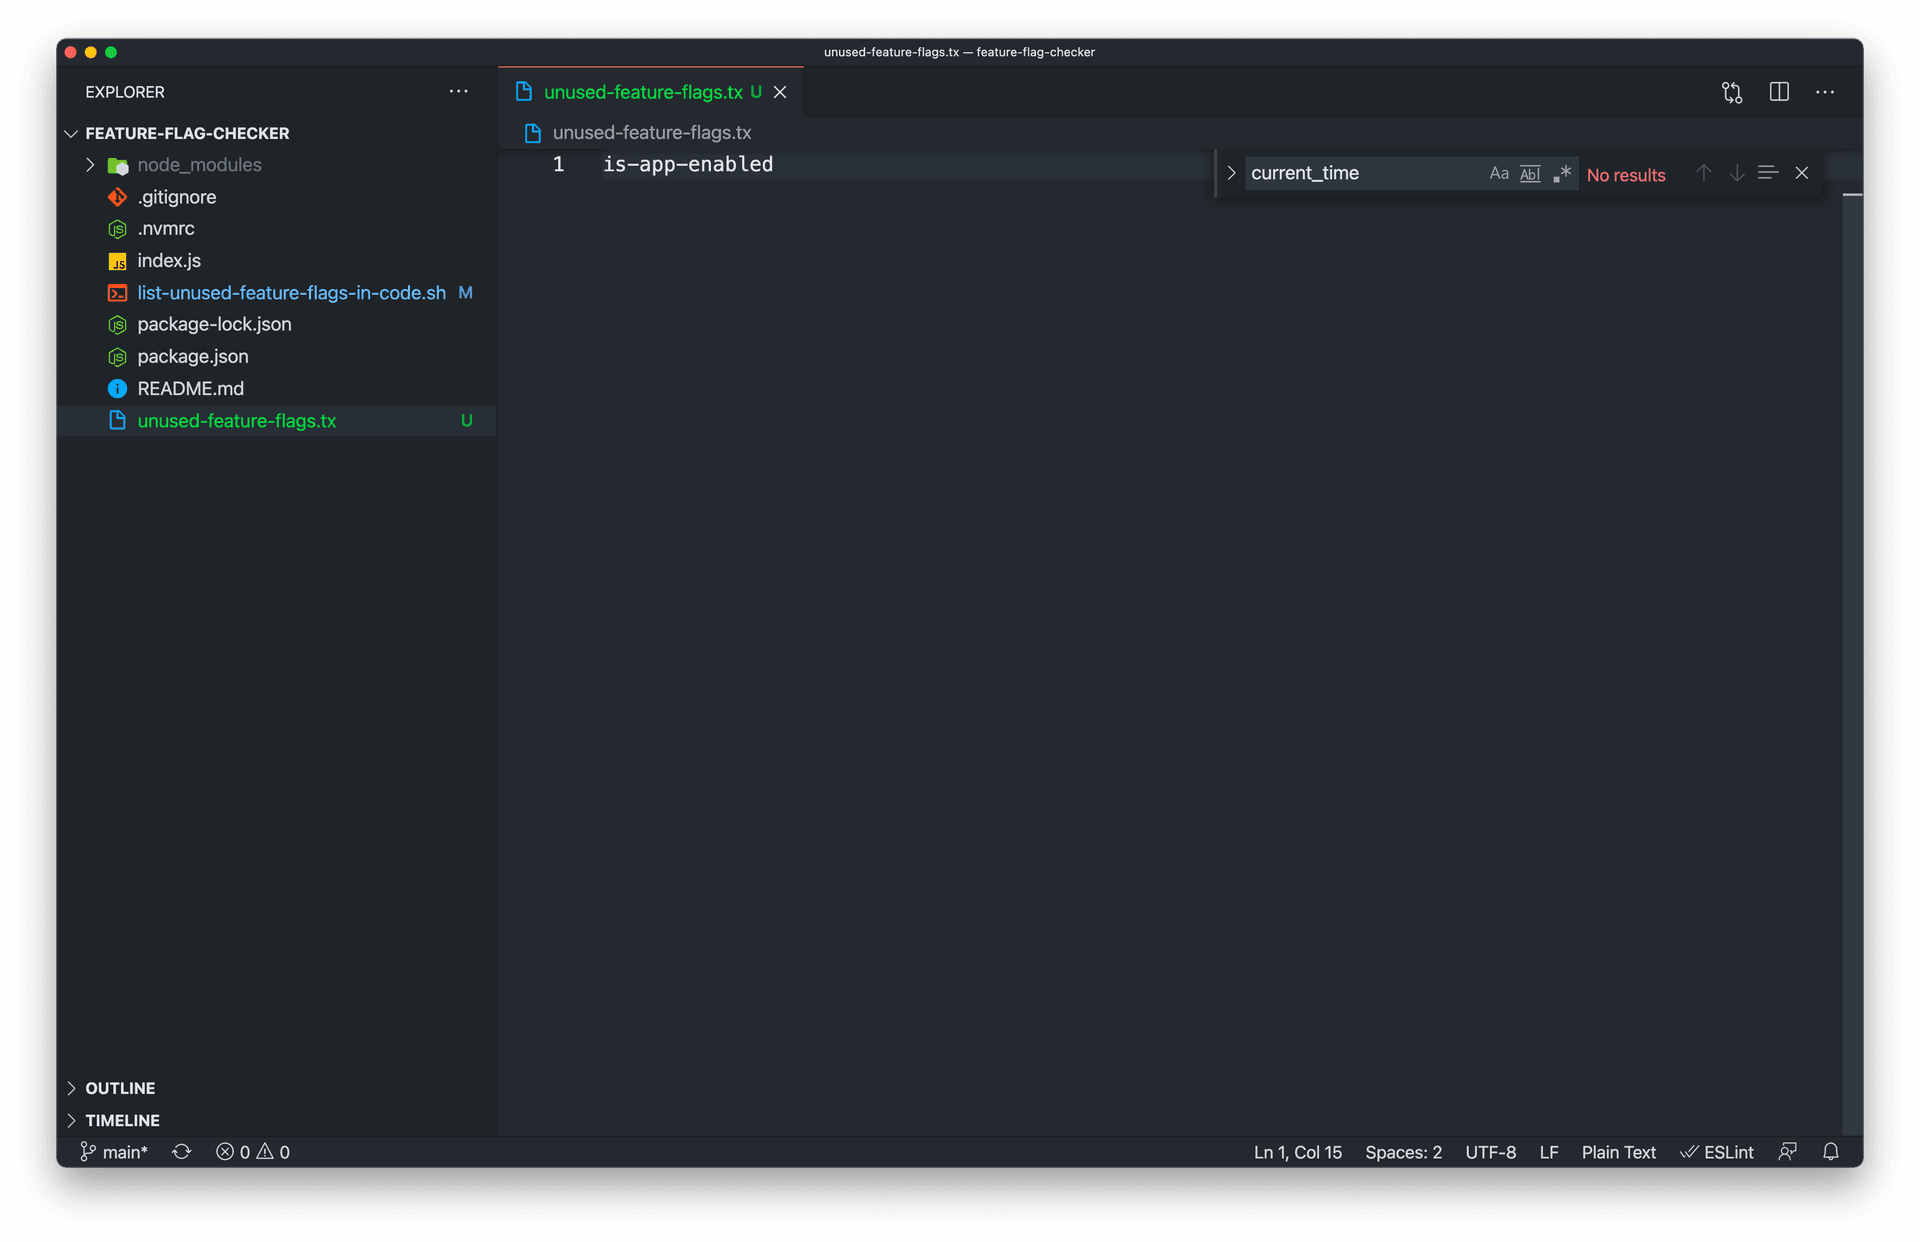 unused-feature-flags.tx — feature-flag-checker
EXPLORER
FEATURE-FLAG-CHECKER
node_modules
.gitignore
.nvmrc
index.js
list-unused-feature-flags-in-code.sh M
package-lock.json
package.json
README.md
unused-feature-flags.tx U
OUTLINE
TIMELINE
unused-feature-flags.tx U
unused-feature-flags.tx
1 is-app-enabled
current_time Aa Abl No results
main* 0 0 Ln 1, Col 15 Spaces: 2 UTF-8 LF Plain Text ESLint